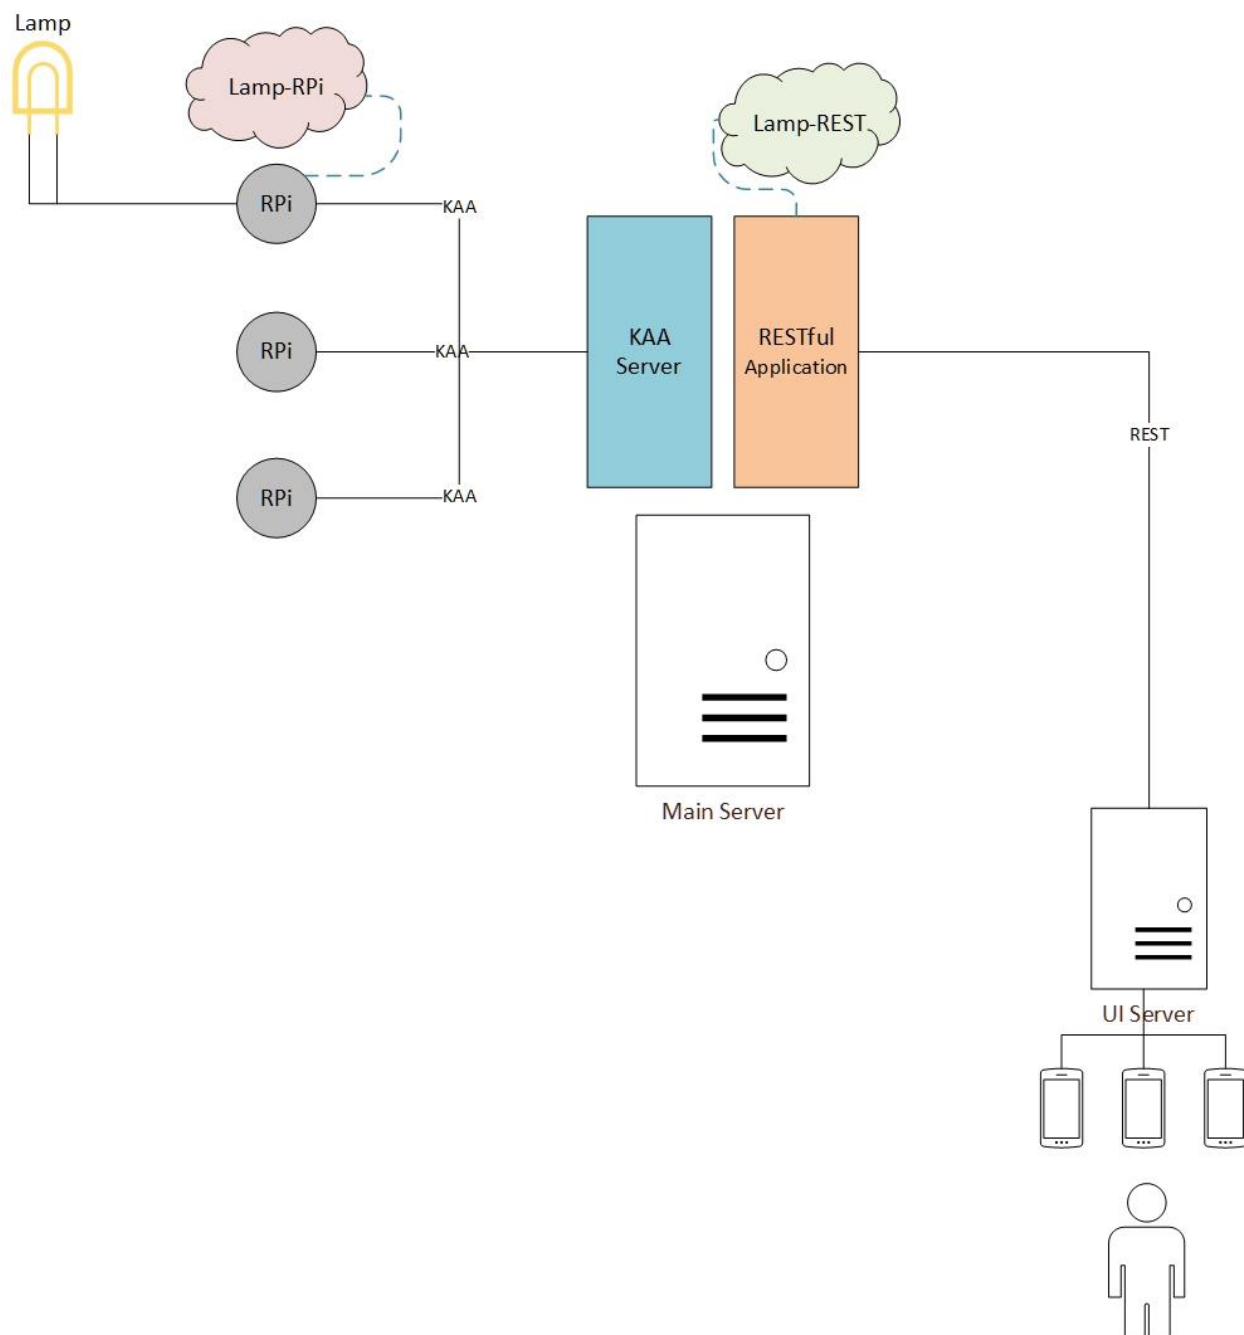 Lamp
Lamp-RPi
Lamp-REST
RPi
KAA
RPi
KAA
KAA
Server
RESTful
Application
REST
RPi
KAA
Main Server
UI Server